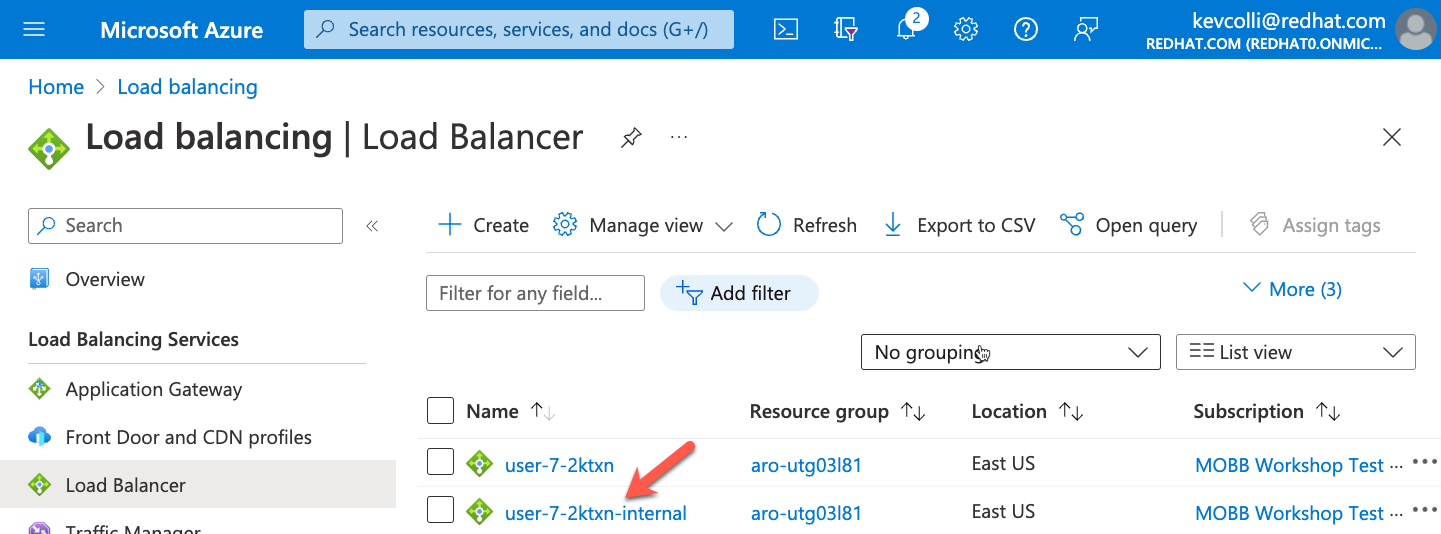 Microsoft Azure
Search resources, services, and docs (G+/)
2
kevcolli@redhat.com
REDHAT.COM (REDHAT0.ONMIC...
Home > Load balancing
Load balancing | Load Balancer ...
Search
«
Overview
Load Balancing Services
Application Gateway
Front Door and CDN profiles
Load Balancer
Traffic Manager
Create Manage view Refresh Export to CSV Open query Assign tags
Filter for any field... Add filter More (3)
No grouping List view
Name Resource group Location Subscription
user-7-2ktxn aro-utg03l81 East US MOBB Workshop Test ...
user-7-2ktxn-internal aro-utg03l81 East US MOBB Workshop Test ...